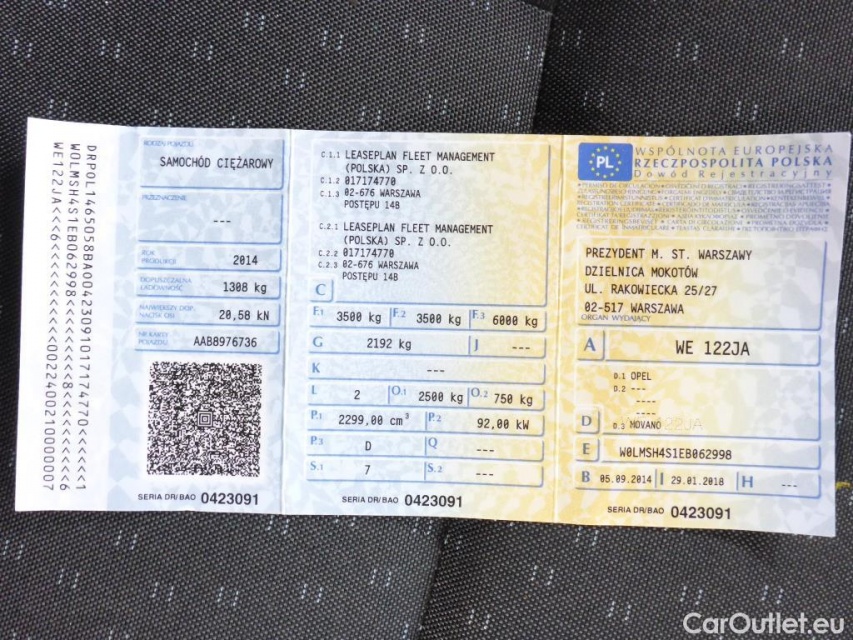 DRPOL1465058BA004230910171 74770<<<<<1
W0LMSH4S1EB062998<<<<<<<8<<<<<<6
WE122JA<<6<<<<<<<<<0022400210000007
RODZAJ POJAZDU
SAMOCHÓD CIĘŻAROWY
PRZEZNACZENIE
---
ROK PRODUKCJI
2014
DOPUSZCZALNA ŁADOWNOŚĆ
1308 kg
NAJWIĘKSZY DOP. NACISK OSI
20,58 kN
NR KARTY POJAZDU
AAB8976736
SERIA DR/BAO 0423091
C.1.1 LEASEPLAN FLEET MANAGEMENT
(POLSKA) SP. Z O.O.
C.1.2 017174770
C.1.3 02-676 WARSZAWA
POSTĘPU 14B
C.2.1 LEASEPLAN FLEET MANAGEMENT
(POLSKA) SP. Z O.O.
C.2.2 017174770
C.2.3 02-676 WARSZAWA
POSTĘPU 14B
C
F.1 3500 kg F.2 3500 kg F.3 6000 kg
G 2192 kg J ---
K ---
L 2 O.1 2500 kg O.2 750 kg
P.1 2299,00 cm³ P.2 92,00 kW
P.3 D Q ---
S.1 7 S.2 ---
SERIA DR/BAO 0423091
PL
WSPÓLNOTA EUROPEJSKA
RZECZPOSPOLITA POLSKA
Dowód Rejestracyjny
PREZYDENT M. ST. WARSZAWY
DZIELNICA MOKOTÓW
UL. RAKOWIECKA 25/27
02-517 WARSZAWA
ORGAN WYDAJĄCY
A WE 122JA
D.1 OPEL
D.2 ---
----
----
D D.3 MOVANO
E W0LMSH4S1EB062998
B 05.09.2014 I 29.01.2018 H ---
SERIA DR/BAO 0423091
CarOutlet.eu